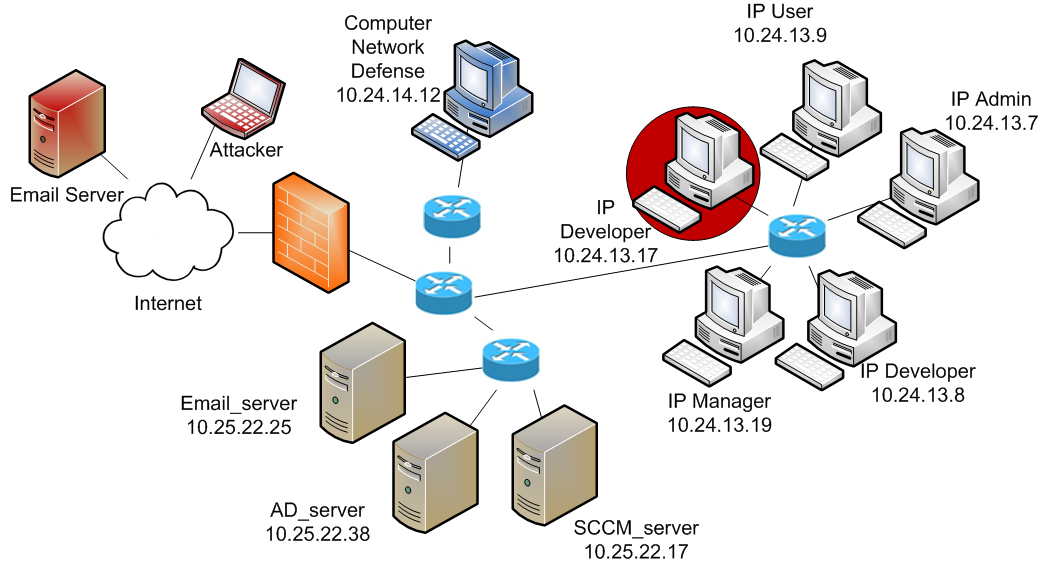 Computer
Network
Defense
10.24.14.12
IP User
10.24.13.9
IP Admin
10.24.13.7
Attacker
Email Server
IP
Developer
10.24.13.17
Internet
IP Developer
10.24.13.8
IP Manager
10.24.13.19
Email_server
10.25.22.25
AD_server
10.25.22.38
SCCM_server
10.25.22.17